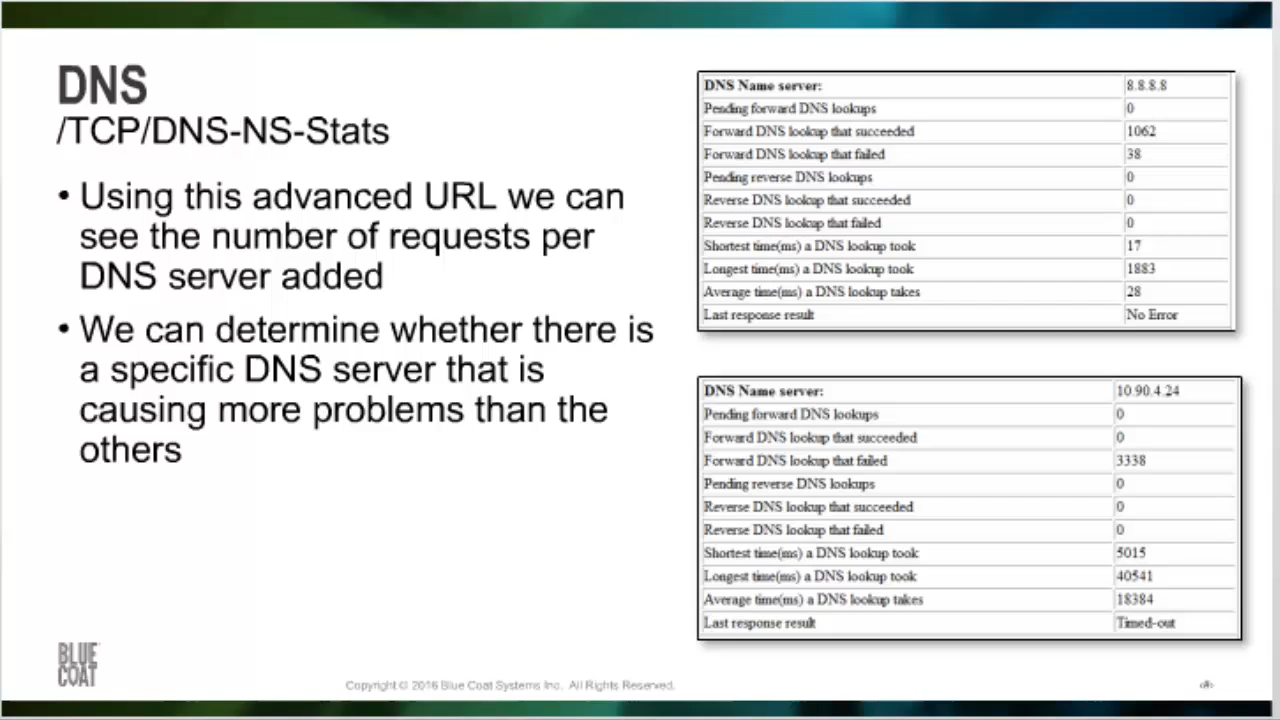 DNS
/TCP/DNS-NS-Stats
• Using this advanced URL we can
see the number of requests per
DNS server added
• We can determine whether there is
a specific DNS server that is
causing more problems than the
others
DNS Name server: 8.8.8.8
Pending forward DNS lookups 0
Forward DNS lookup that succeeded 1062
Forward DNS lookup that failed 38
Pending reverse DNS lookups 0
Reverse DNS lookup that succeeded 0
Reverse DNS lookup that failed 0
Shortest time(ms) a DNS lookup took 17
Longest time(ms) a DNS lookup took 1883
Average time(ms) a DNS lookup takes 28
Last response result No Error
DNS Name server: 10.90.4.24
Pending forward DNS lookups 0
Forward DNS lookup that succeeded 0
Forward DNS lookup that failed 3338
Pending reverse DNS lookups 0
Reverse DNS lookup that succeeded 0
Reverse DNS lookup that failed 0
Shortest time(ms) a DNS lookup took 5015
Longest time(ms) a DNS lookup took 40541
Average time(ms) a DNS lookup takes 18384
Last response result Timed-out
BLUE
COAT
Copyright © 2016 Blue Coat Systems Inc. All Rights Reserved.